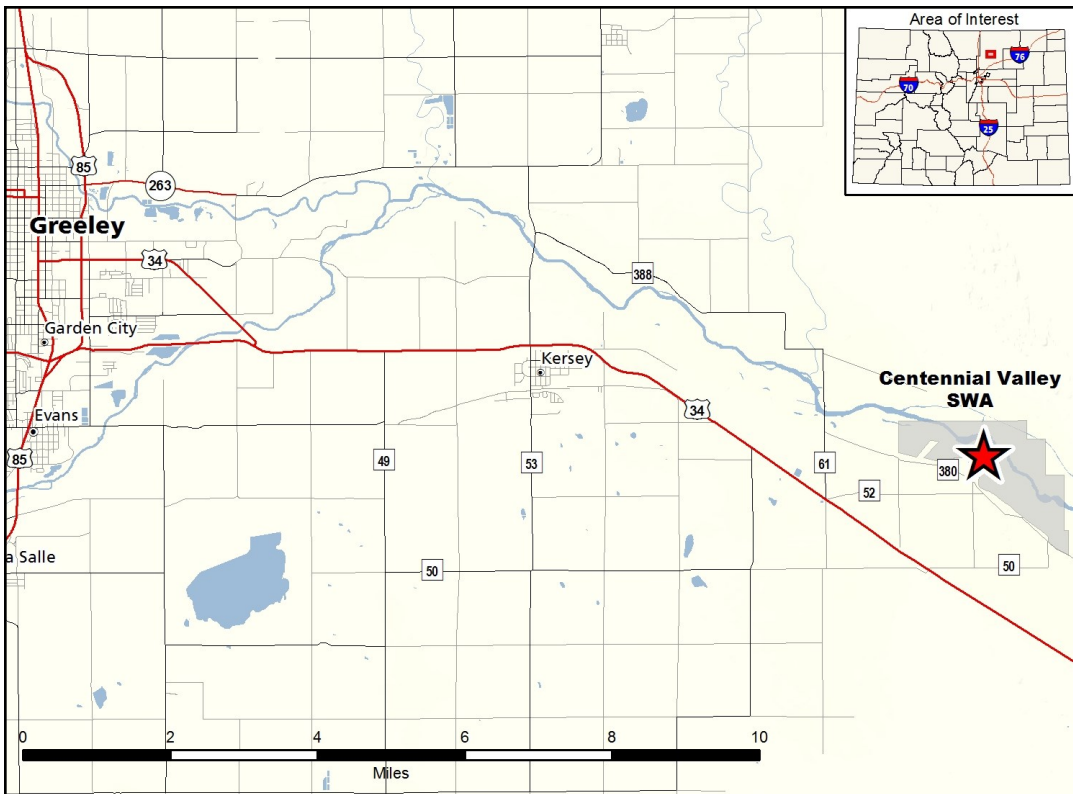 Area of Interest
76
70
25
85
263
Greeley
34
388
Garden City
Kersey
Centennial Valley
SWA
34
Evans
85
49
53
61
380
52
a Salle
50
50
0 2 4 6 8 10
Miles